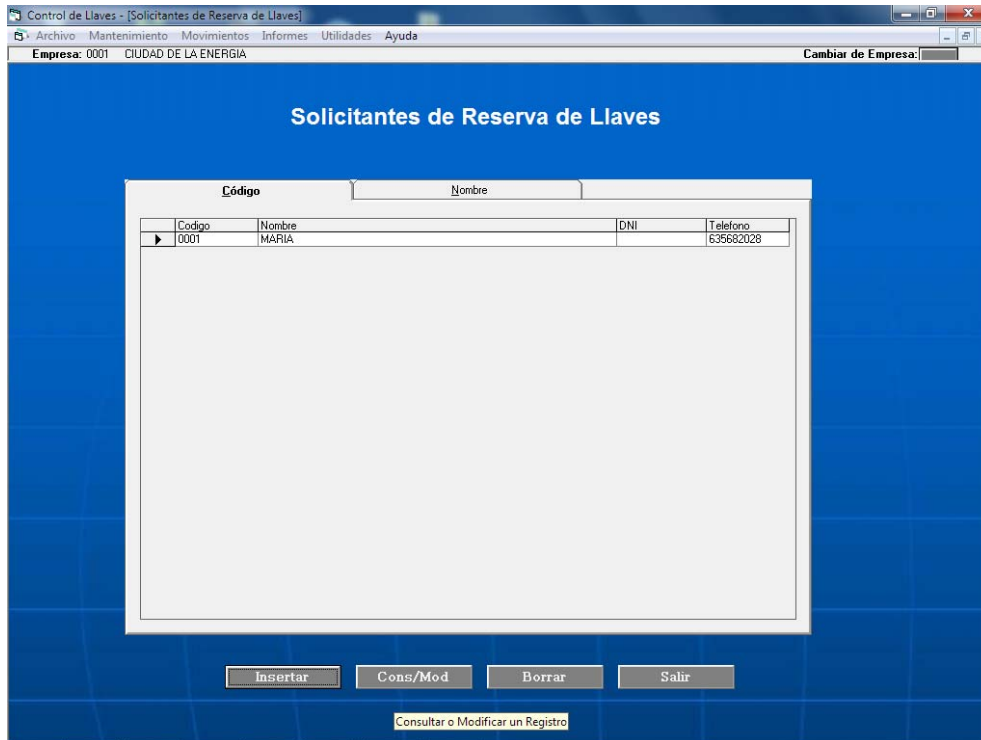 Control de Llaves - [Solicitantes de Reserva de Llaves]
Archivo Mantenimiento Movimientos Informes Utilidades Ayuda
Empresa: 0001 CIUDAD DE LA ENERGIA Cambiar de Empresa:
Solicitantes de Reserva de Llaves
Código Nombre
Codigo Nombre DNI Telefono
0001 MARIA 635682028
Insertar Cons/Mod Borrar Salir
Consultar o Modificar un Registro